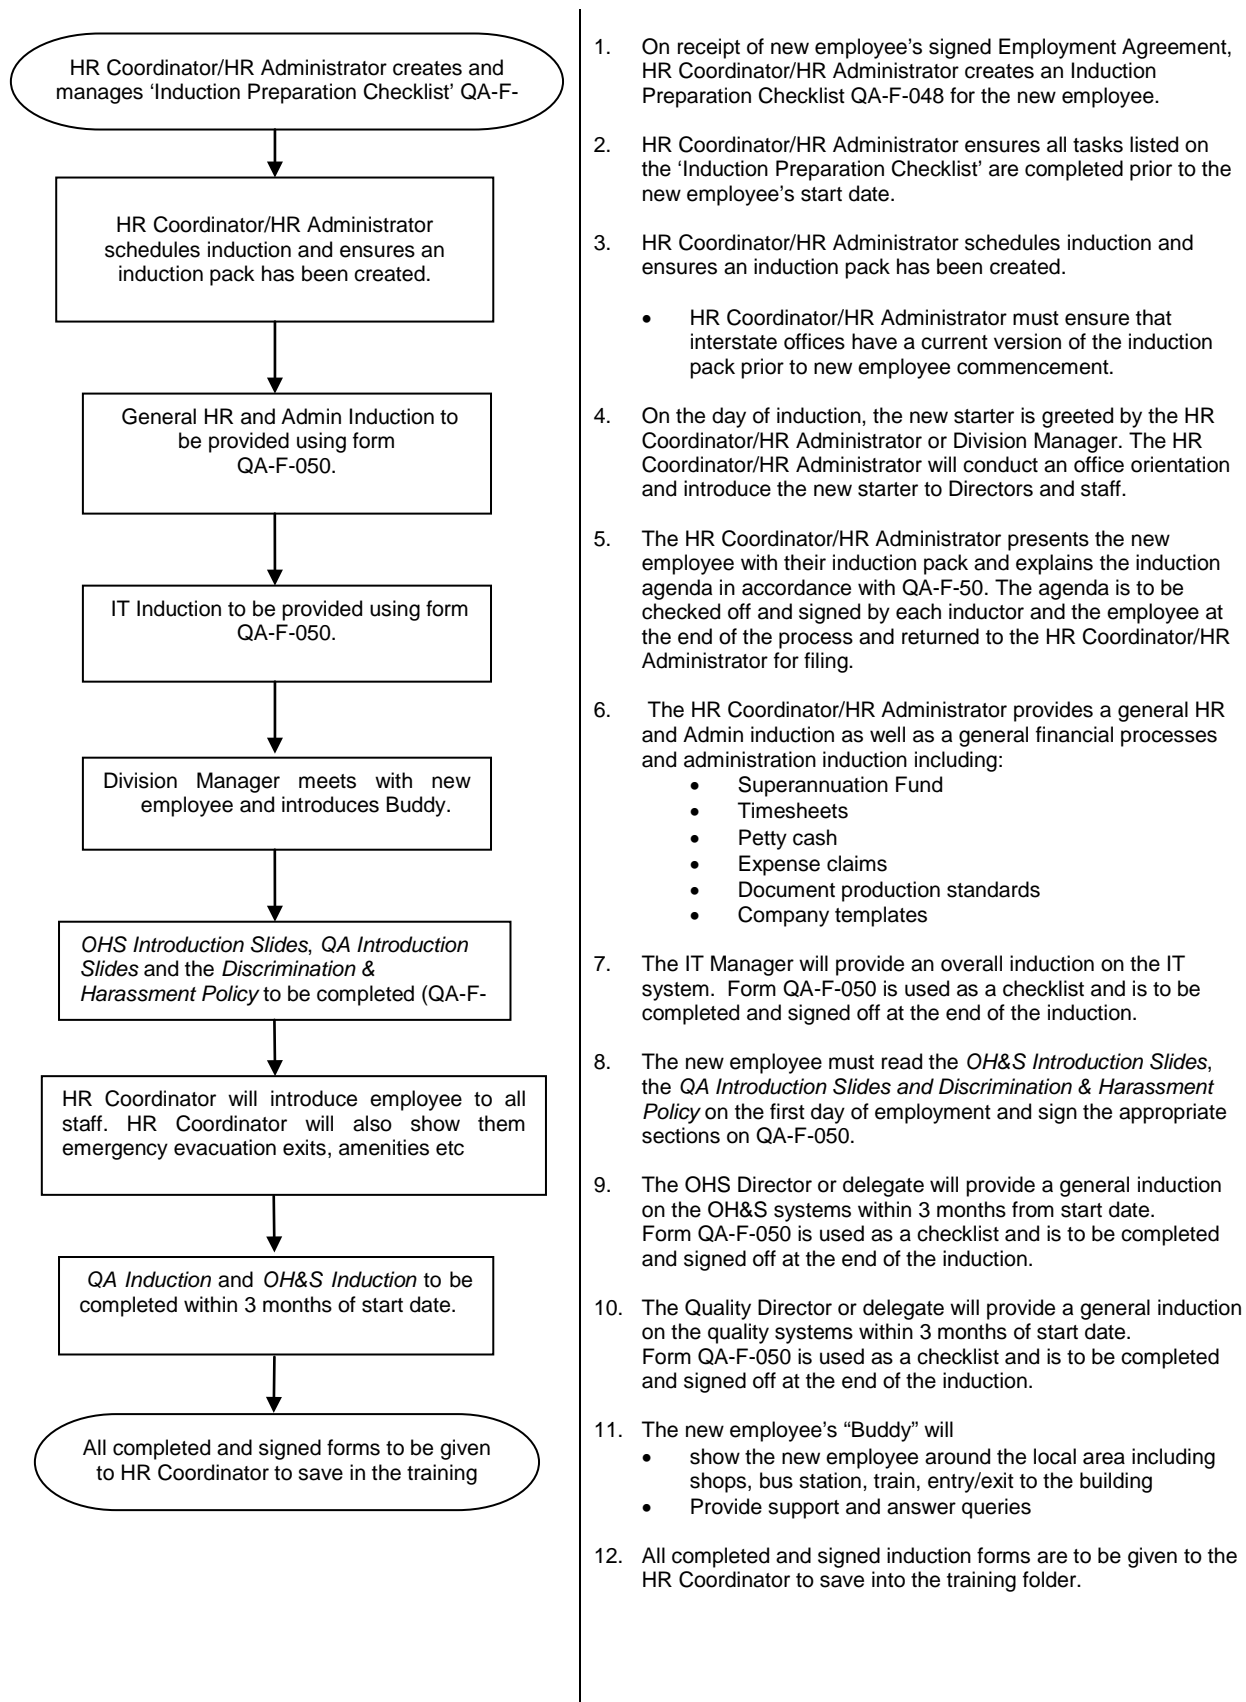 HR Coordinator/HR Administrator creates and
manages ‘Induction Preparation Checklist’ QA-F-
HR Coordinator/HR Administrator
schedules induction and ensures an
induction pack has been created.
General HR and Admin Induction to
be provided using form
QA-F-050.
IT Induction to be provided using form
QA-F-050.
Division Manager meets with new
employee and introduces Buddy.
OHS Introduction Slides, QA Introduction
Slides and the Discrimination &
Harassment Policy to be completed (QA-F-
HR Coordinator will introduce employee to all
staff. HR Coordinator will also show them
emergency evacuation exits, amenities etc
QA Induction and OH&S Induction to be
completed within 3 months of start date.
All completed and signed forms to be given
to HR Coordinator to save in the training
1. On receipt of new employee’s signed Employment Agreement,
HR Coordinator/HR Administrator creates an Induction
Preparation Checklist QA-F-048 for the new employee.
2. HR Coordinator/HR Administrator ensures all tasks listed on
the ‘Induction Preparation Checklist’ are completed prior to the
new employee’s start date.
3. HR Coordinator/HR Administrator schedules induction and
ensures an induction pack has been created.
• HR Coordinator/HR Administrator must ensure that
interstate offices have a current version of the induction
pack prior to new employee commencement.
4. On the day of induction, the new starter is greeted by the HR
Coordinator/HR Administrator or Division Manager. The HR
Coordinator/HR Administrator will conduct an office orientation
and introduce the new starter to Directors and staff.
5. The HR Coordinator/HR Administrator presents the new
employee with their induction pack and explains the induction
agenda in accordance with QA-F-50. The agenda is to be
checked off and signed by each inductor and the employee at
the end of the process and returned to the HR Coordinator/HR
Administrator for filing.
6. The HR Coordinator/HR Administrator provides a general HR
and Admin induction as well as a general financial processes
and administration induction including:
• Superannuation Fund
• Timesheets
• Petty cash
• Expense claims
• Document production standards
• Company templates
7. The IT Manager will provide an overall induction on the IT
system. Form QA-F-050 is used as a checklist and is to be
completed and signed off at the end of the induction.
8. The new employee must read the OH&S Introduction Slides,
the QA Introduction Slides and Discrimination & Harassment
Policy on the first day of employment and sign the appropriate
sections on QA-F-050.
9. The OHS Director or delegate will provide a general induction
on the OH&S systems within 3 months from start date.
Form QA-F-050 is used as a checklist and is to be completed
and signed off at the end of the induction.
10. The Quality Director or delegate will provide a general induction
on the quality systems within 3 months of start date.
Form QA-F-050 is used as a checklist and is to be completed
and signed off at the end of the induction.
11. The new employee’s “Buddy” will
• show the new employee around the local area including
shops, bus station, train, entry/exit to the building
• Provide support and answer queries
12. All completed and signed induction forms are to be given to the
HR Coordinator to save into the training folder.